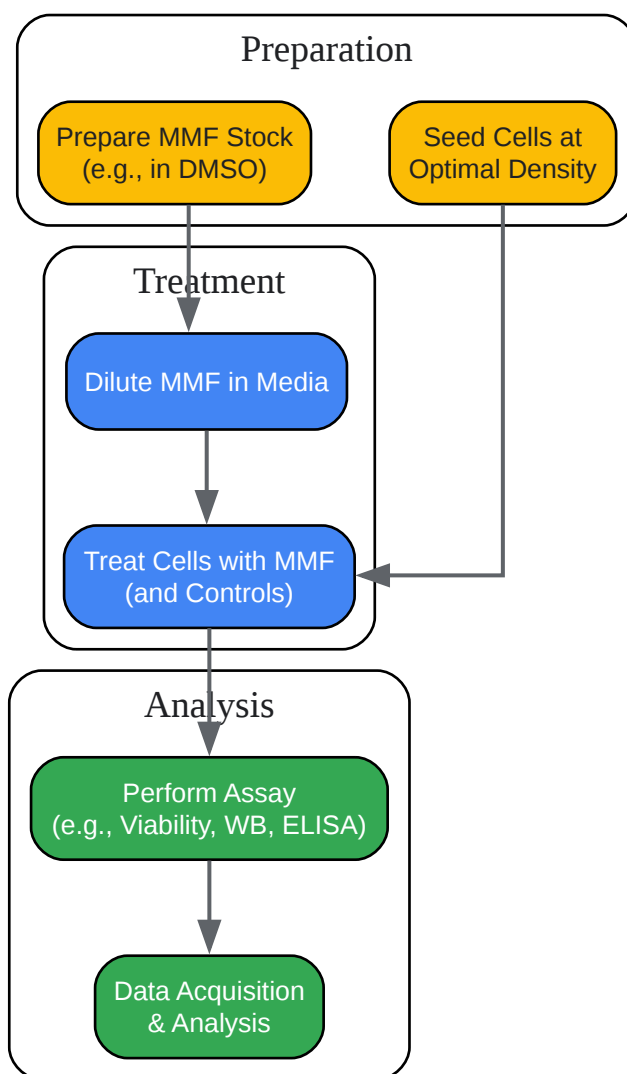 Preparation
Prepare MMF Stock
(e.g., in DMSO)
Seed Cells at
Optimal Density
Treatment
Dilute MMF in Media
Treat Cells with MMF
(and Controls)
Analysis
Perform Assay
(e.g., Viability, WB, ELISA)
Data Acquisition
& Analysis